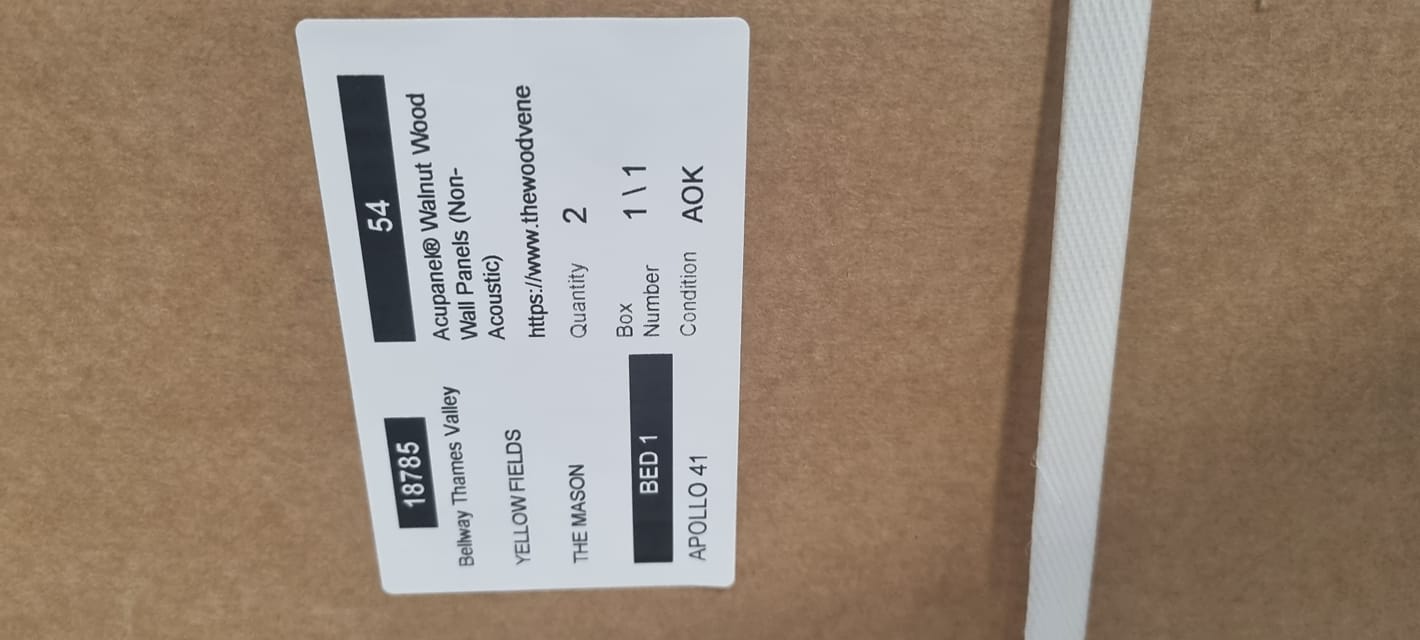 18785
Bellway Thames Valley
YELLOW FIELDS
THE MASON
BED 1
APOLLO 41
54
Acupanel® Walnut Wood
Wall Panels (Non-
Acoustic)
https://www.thewoodvene
Quantity 2
Box
Number 1 \ 1
Condition AOK